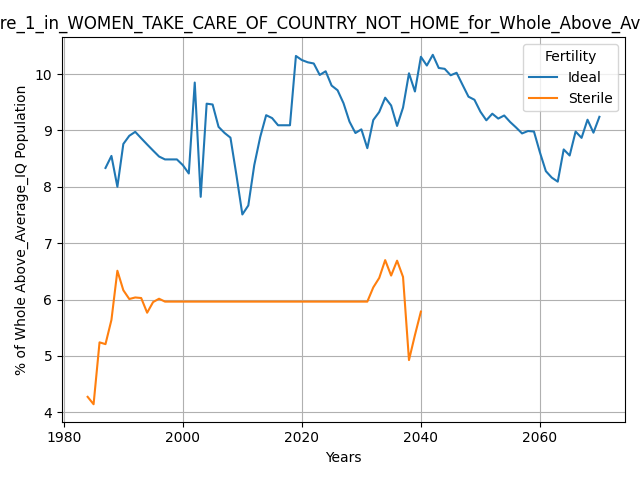 re_1_in_WOMEN_TAKE_CARE_OF_COUNTRY_NOT_HOME_for_Whole_Above_Av
Fertility
Ideal
Sterile
% of Whole Above_Average_IQ Population
10
9
8
7
6
5
4
1980
2000
2020
2040
2060
Years